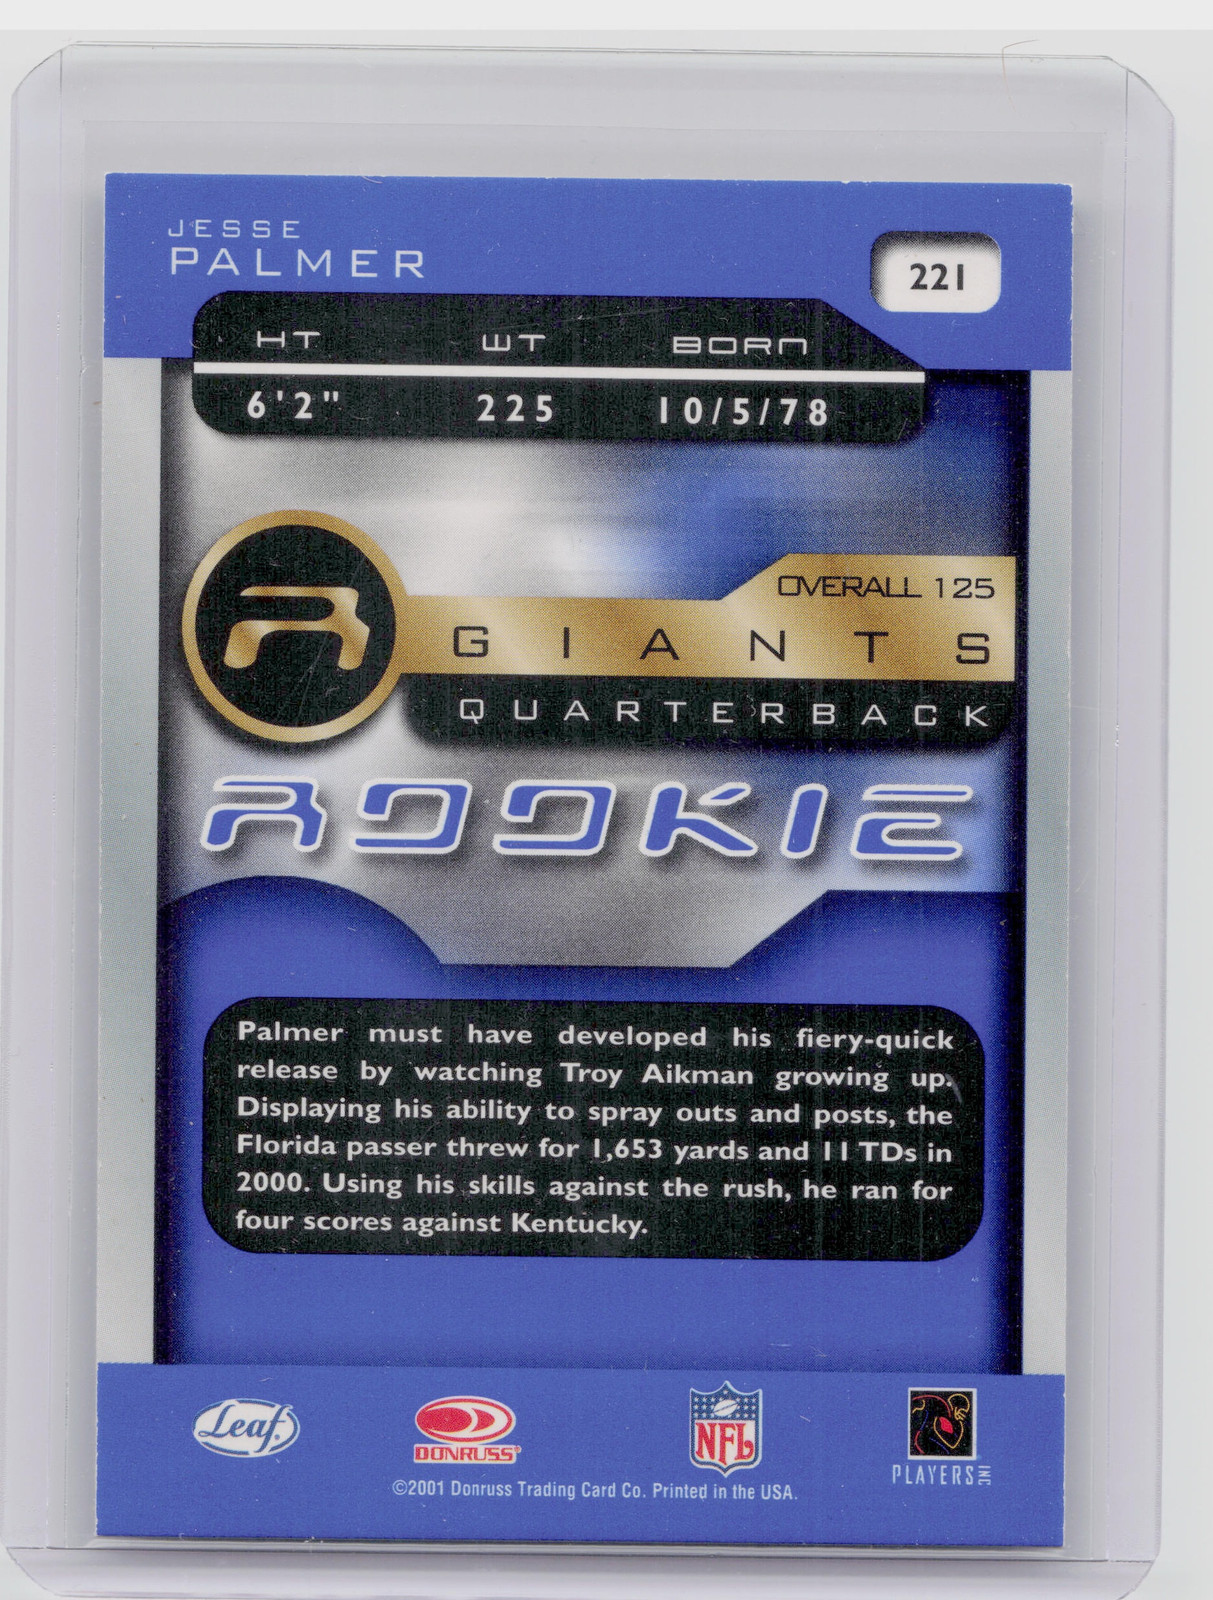 JESSE
PALMER
221
HT WT BORN
6'2" 225 10/5/78
R
OVERALL 125
GIANTS
QUARTERBACK
ROOKIE
Palmer must have developed his fiery-quick
release by watching Troy Aikman growing up.
Displaying his ability to spray outs and posts, the
Florida passer threw for 1,653 yards and 11 TDs in
2000. Using his skills against the rush, he ran for
four scores against Kentucky.
Leaf
DONRUSS®
NFL
PLAYERS INC
©2001 Donruss Trading Card Co. Printed in the USA.